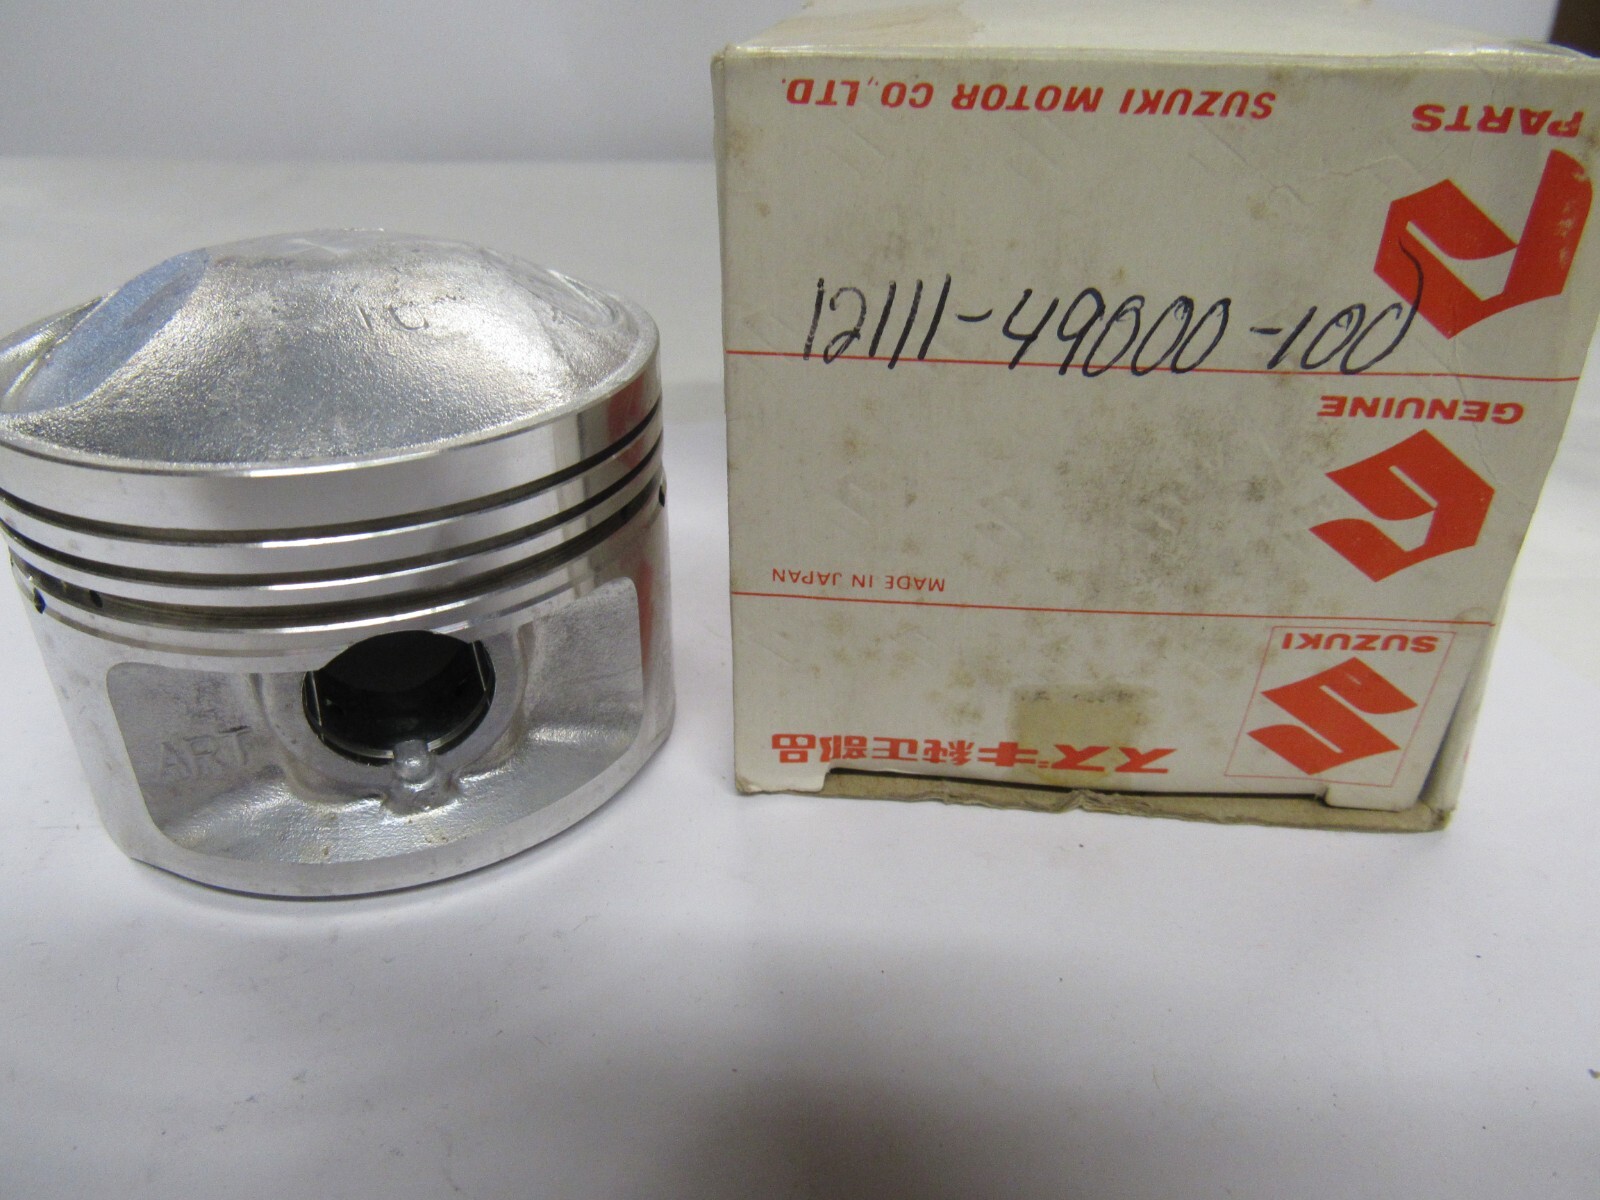 SUZUKI MOTOR CO.,LTD.
PARTS
12111-49000-100
GENUINE
MADE IN JAPAN
SUZUKI
スズキ純正部品
ART